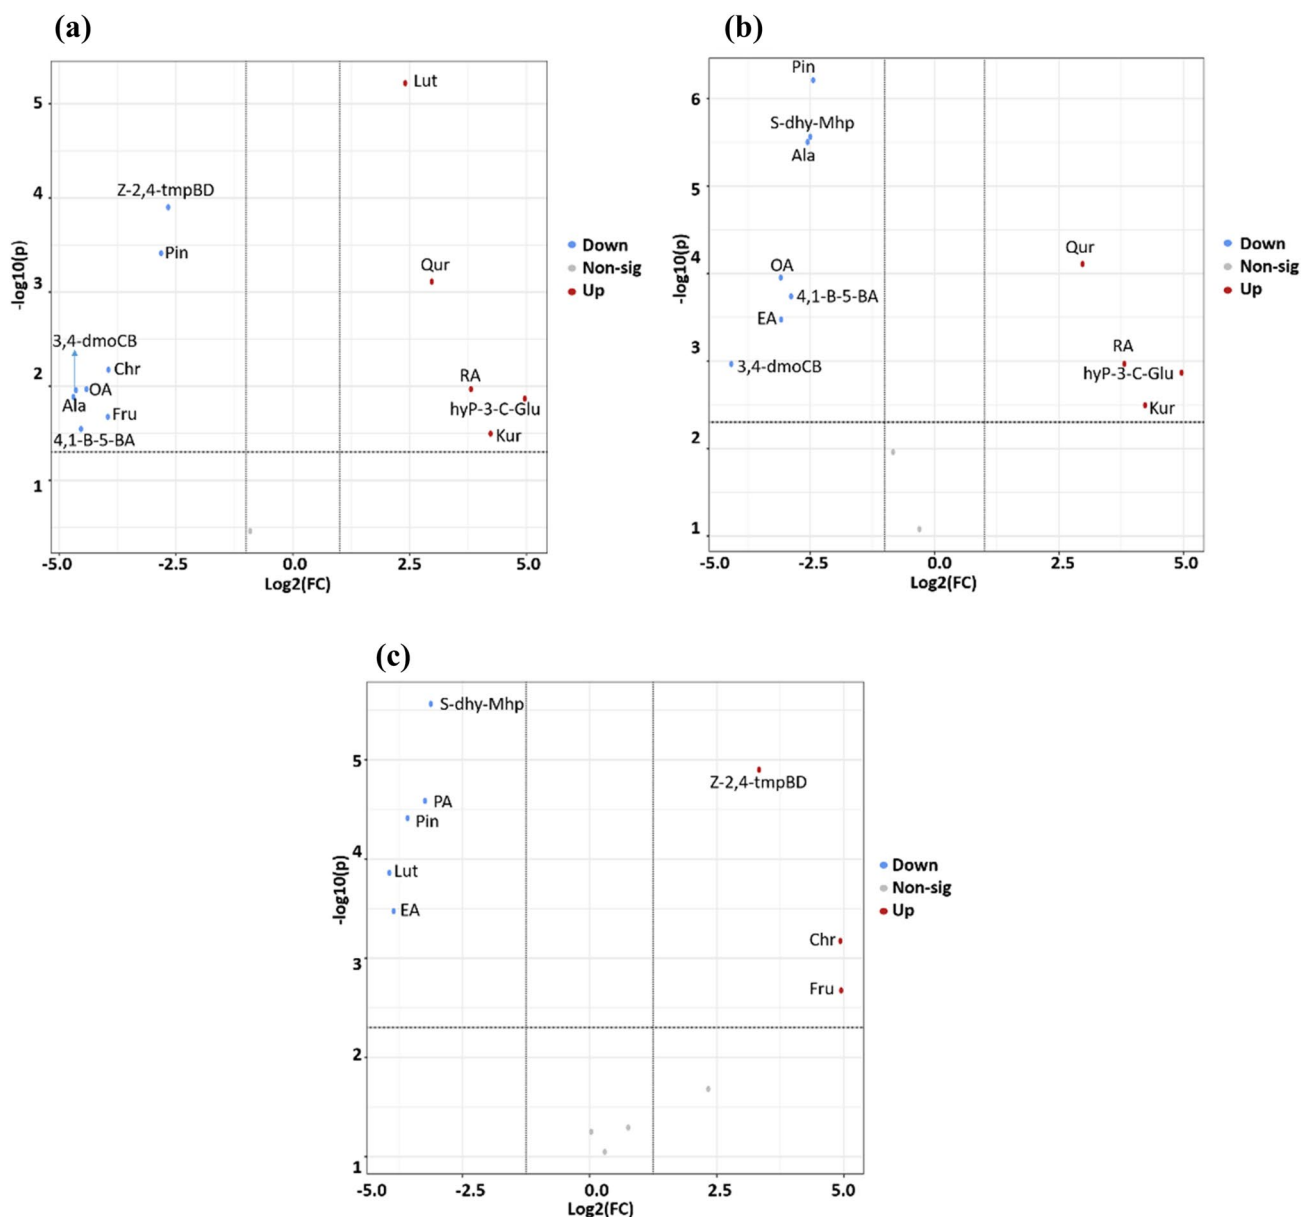 (a)
5
4
3
2
1
-log10(p)
Lut
Z-2,4-tmpBD
Pin
Qur
3,4-dmoCB
Chr
OA
Ala
Fru
4,1-B-5-BA
RA
hyP-3-C-Glu
Kur
-5.0 -2.5 0.0 2.5 5.0
Log2(FC)
Down
Non-sig
Up
(b)
6
5
4
3
2
1
-log10(p)
Pin
S-dhy-Mhp
Ala
Qur
OA
4,1-B-5-BA
EA
3,4-dmoCB
RA
hyP-3-C-Glu
Kur
-5.0 -2.5 0.0 2.5 5.0
Log2(FC)
Down
Non-sig
Up
(c)
5
4
3
2
1
-log10(p)
S-dhy-Mhp
Z-2,4-tmpBD
PA
Pin
Lut
EA
Chr
Fru
-5.0 -2.5 0.0 2.5 5.0
Log2(FC)
Down
Non-sig
Up